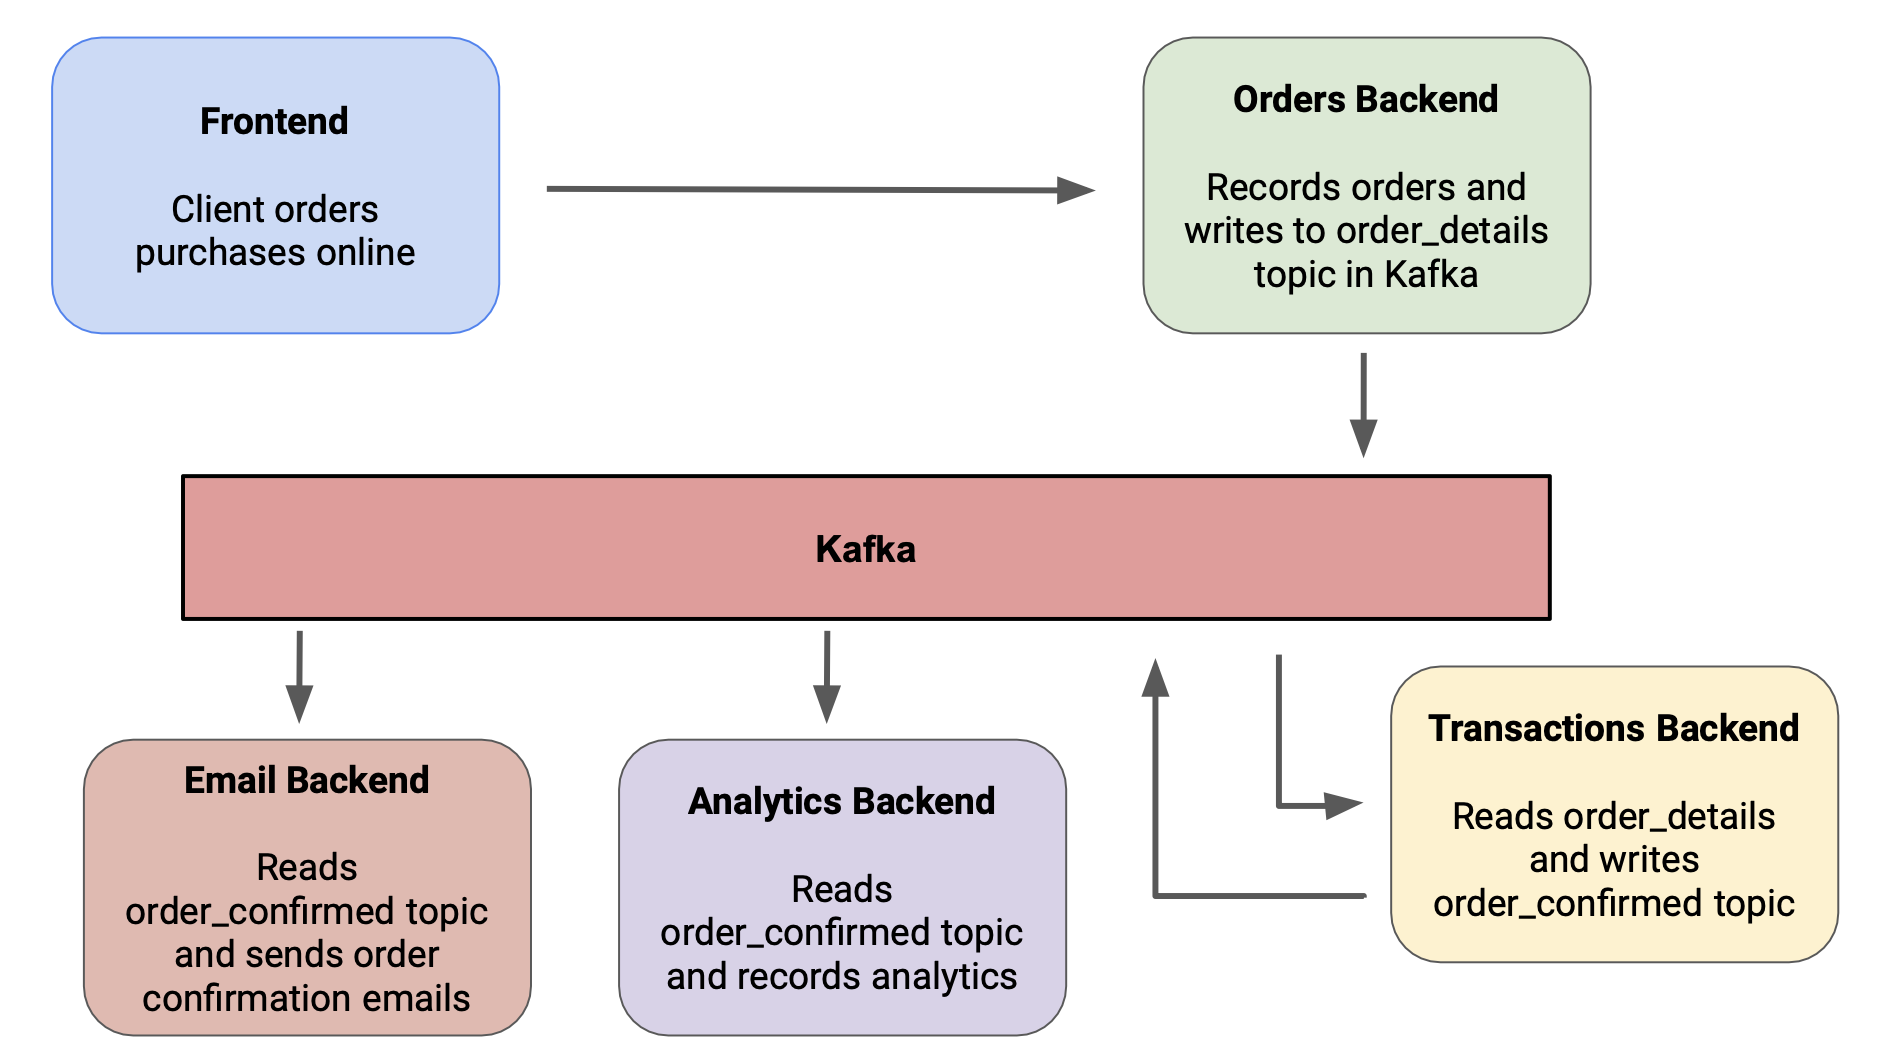 Frontend
Client orders
purchases online
Orders Backend
Records orders and
writes to order_details
topic in Kafka
Kafka
Email Backend
Reads
order_confirmed topic
and sends order
confirmation emails
Analytics Backend
Reads
order_confirmed topic
and records analytics
Transactions Backend
Reads order_details
and writes
order_confirmed topic